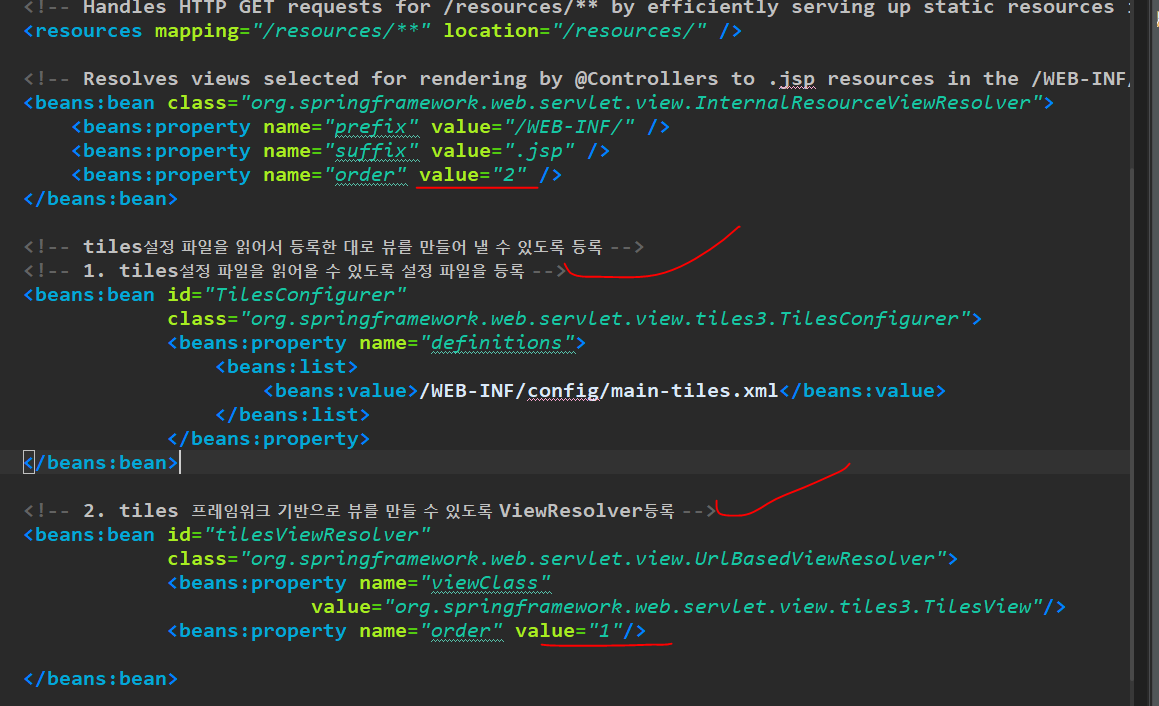 <!-- Handles HTTP GET requests for /resources/** by efficiently serving up static resources
<resources mapping="/resources/**" location="/resources/" />
<!-- Resolves views selected for rendering by @Controllers to .jsp resources in the /WEB-INF/
<beans:bean class="org.springframework.web.servlet.view.InternalResourceViewResolver">
<beans:property name="prefix" value="/WEB-INF/" />
<beans:property name="suffix" value=".jsp" />
<beans:property name="order" value="2" />
</beans:bean>
<!-- tiles설정 파일을 읽어서 등록한 대로 뷰를 만들어 낼 수 있도록 등록 -->
<!-- 1. tiles설정 파일을 읽어올 수 있도록 설정 파일을 등록 -->
<beans:bean id="TilesConfigurer"
class="org.springframework.web.servlet.view.tiles3.TilesConfigurer">
<beans:property name="definitions">
<beans:list>
<beans:value>/WEB-INF/config/main-tiles.xml</beans:value>
</beans:list>
</beans:property>
</beans:bean>
<!-- 2. tiles 프레임워크 기반으로 뷰를 만들 수 있도록 ViewResolver등록 -->
<beans:bean id="tilesViewResolver"
class="org.springframework.web.servlet.view.UrlBasedViewResolver">
<beans:property name="viewClass"
value="org.springframework.web.servlet.view.tiles3.TilesView"/>
<beans:property name="order" value="1"/>
</beans:bean>